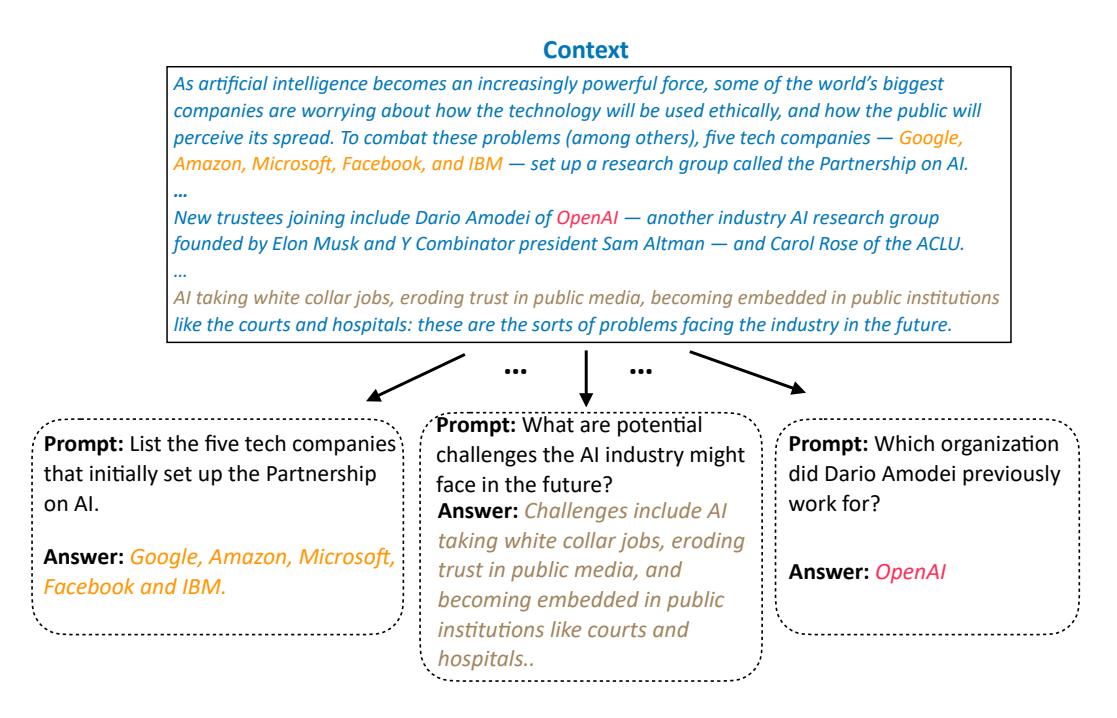 Context
As artificial intelligence becomes an increasingly powerful force, some of the world's biggest
companies are worrying about how the technology will be used ethically, and how the public will
perceive its spread. To combat these problems (among others), five tech companies — Google,
Amazon, Microsoft, Facebook, and IBM — set up a research group called the Partnership on AI.
...
New trustees joining include Dario Amodei of OpenAI — another industry AI research group
founded by Elon Musk and Y Combinator president Sam Altman — and Carol Rose of the ACLU.
...
AI taking white collar jobs, eroding trust in public media, becoming embedded in public institutions
like the courts and hospitals: these are the sorts of problems facing the industry in the future.
... ...
Prompt: List the five tech companies
that initially set up the Partnership
on AI.
Answer: Google, Amazon, Microsoft,
Facebook and IBM.
Prompt: What are potential
challenges the AI industry might
face in the future?
Answer: Challenges include AI
taking white collar jobs, eroding
trust in public media, and
becoming embedded in public
institutions like courts and
hospitals..
Prompt: Which organization
did Dario Amodei previously
work for?
Answer: OpenAI